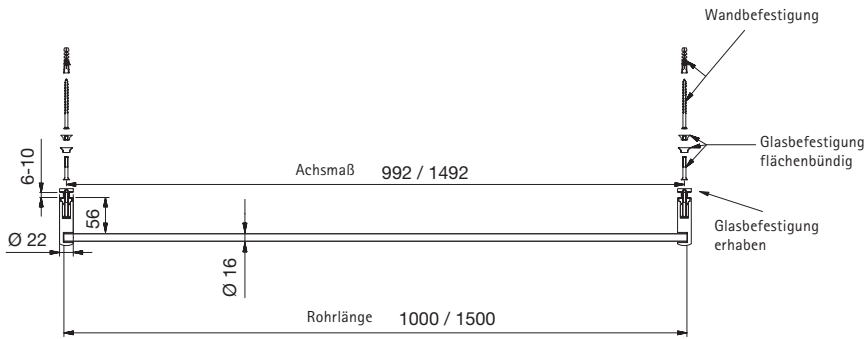 Wandbefestigung
Glasbefestigung
flächenbündig
6-10
Achsmaß 992 / 1492
56
Glasbefestigung
erhaben
Ø 22
Ø 16
Rohrlänge 1000 / 1500